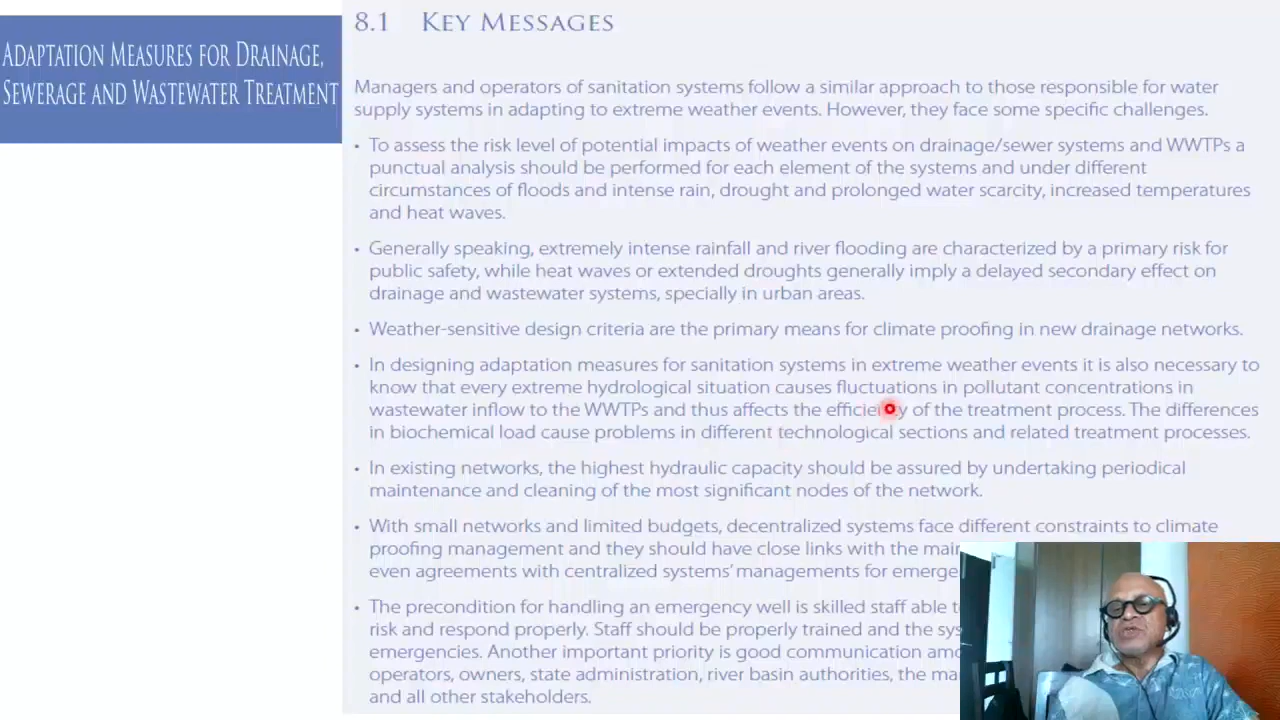 ADAPTATION MEASURES FOR DRAINAGE,
SEWERAGE AND WASTEWATER TREATMENT
8.1 KEY MESSAGES
Managers and operators of sanitation systems follow a similar approach to those responsible for water
supply systems in adapting to extreme weather events. However, they face some specific challenges.
• To assess the risk level of potential impacts of weather events on drainage/sewer systems and WWTPs a
punctual analysis should be performed for each element of the systems and under different
circumstances of floods and intense rain, drought and prolonged water scarcity, increased temperatures
and heat waves.
• Generally speaking, extremely intense rainfall and river flooding are characterized by a primary risk for
public safety, while heat waves or extended droughts generally imply a delayed secondary effect on
drainage and wastewater systems, specially in urban areas.
• Weather-sensitive design criteria are the primary means for climate proofing in new drainage networks.
• In designing adaptation measures for sanitation systems in extreme weather events it is also necessary to
know that every extreme hydrological situation causes fluctuations in pollutant concentrations in
wastewater inflow to the WWTPs and thus affects the efficiency of the treatment process. The differences
in biochemical load cause problems in different technological sections and related treatment processes.
• In existing networks, the highest hydraulic capacity should be assured by undertaking periodical
maintenance and cleaning of the most significant nodes of the network.
• With small networks and limited budgets, decentralized systems face different constraints to climate
proofing management and they should have close links with the
even agreements with centralized systems' managements for
• The precondition for handling an emergency well is skilled staff able
risk and respond properly. Staff should be properly trained and the
emergencies. Another important priority is good communication
operators, owners, state administration, river basin authorities, the
and all other stakeholders.